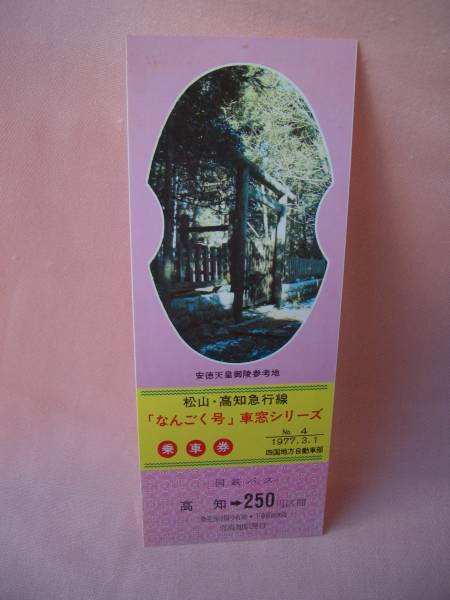 安徳天皇御陵参考地
松山・高知急行線
「なんごく号」車窓シリーズ
乗車券
No. 4
1977.3.1
四国地方自動車部
国鉄バス
高知➡250円区間